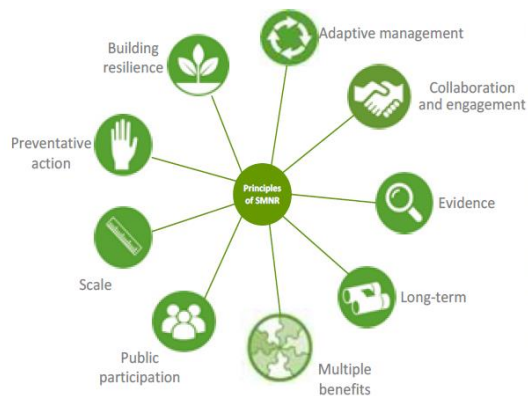 Adaptive management
Building
resilience
Collaboration
and engagement
Preventative
action
Principles
of SMNR
Evidence
Scale
Long-term
Public
participation
Multiple
benefits